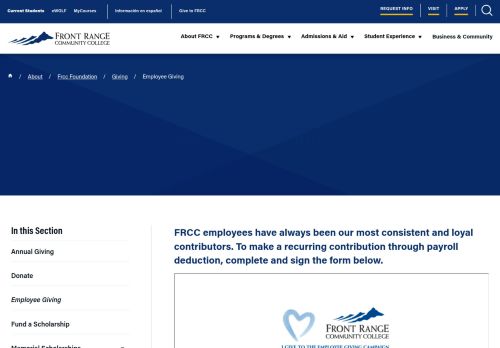 Current Students eWOLF MyCourses Información en español Give to FRCC REQUEST INFO VISIT APPLY
FRONT RANGE
COMMUNITY COLLEGE
About FRCC Programs & Degrees Admissions & Aid Student Experience Business & Community
/ About / Frcc Foundation / Giving / Employee Giving
In this Section
Annual Giving
Donate
Employee Giving
Fund a Scholarship
Memorial Scholarships
FRCC employees have always been our most consistent and loyal
contributors. To make a recurring contribution through payroll
deduction, complete and sign the form below.
FRONT RANGE
COMMUNITY COLLEGE
I GIVE TO THE EMPLOYEE GIVING CAMPAIGN